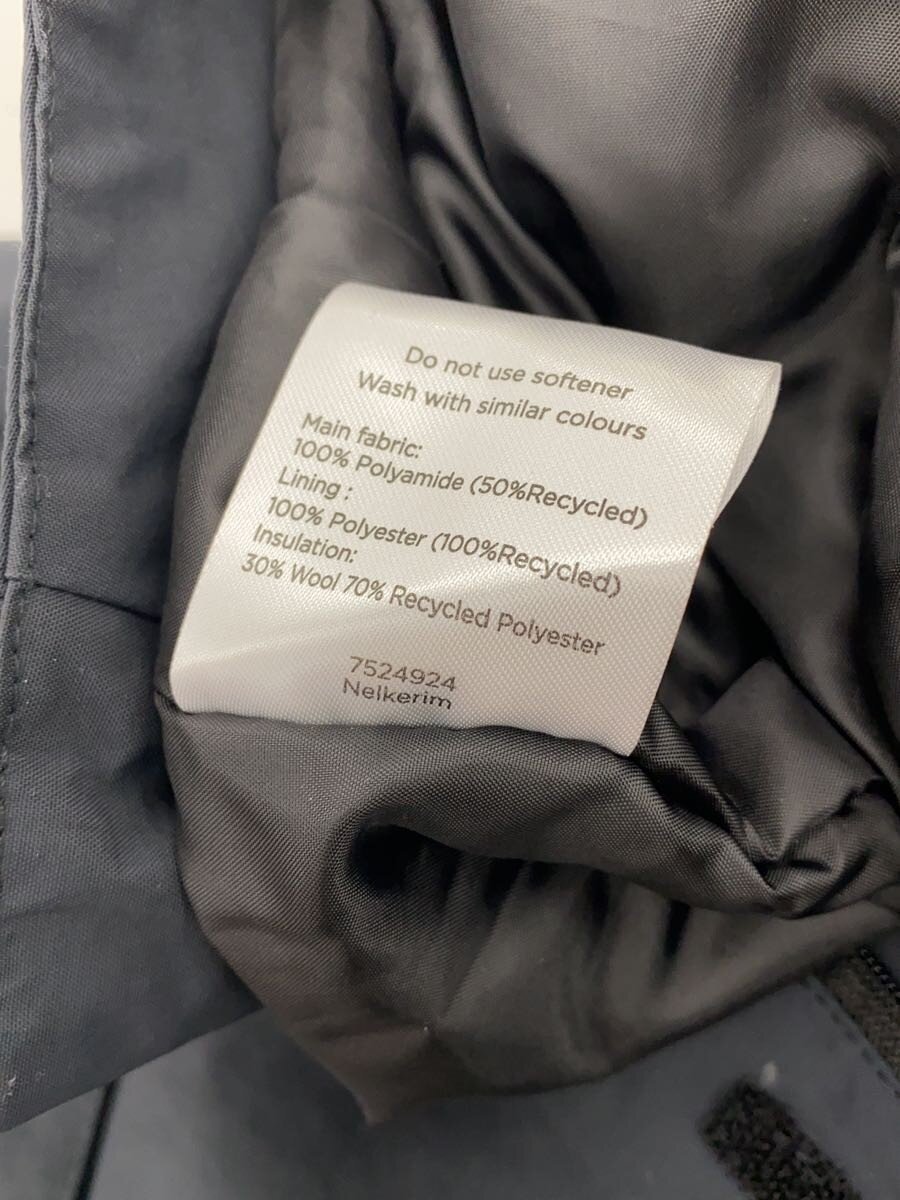 Do not use softener
Wash with similar colours
Main fabric:
100% Polyamide (50%Recycled)
Lining :
100% Polyester (100%Recycled)
Insulation:
30% Wool 70% Recycled Polyester
7524924
Nelkerim